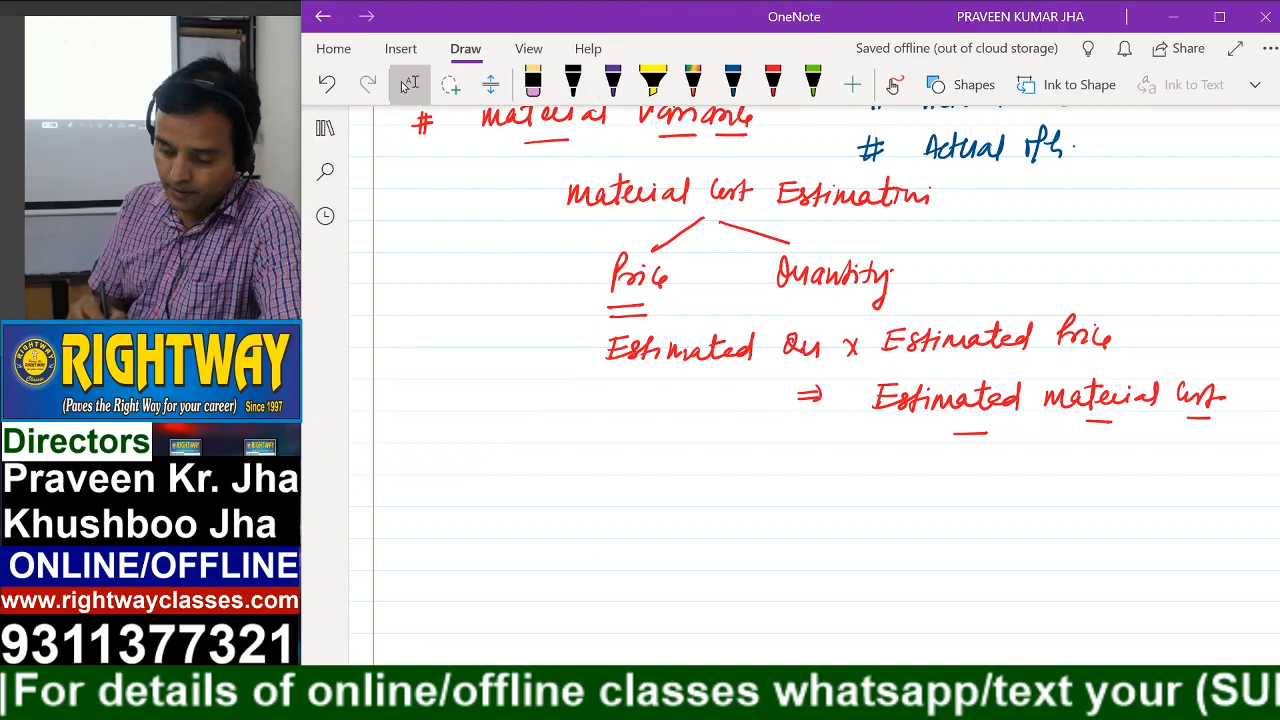 OneNote
PRAVEEN KUMAR JHA
Home Insert Draw View Help
Saved offline (out of cloud storage)
Share
Shapes
Ink to Shape
Ink to Text
# Material Variance
# Actual
Material Cost Estimation
Price Quantity
Estimated Qu x Estimated Price
⇒ Estimated material Cost
RIGHTWAY
(Paves the Right Way for your career) Since 1997
Directors
Praveen Kr. Jha
Khushboo Jha
ONLINE/OFFLINE
www.rightwayclasses.com
9311377321
|For details of online/offline classes whatsapp/text your (SU